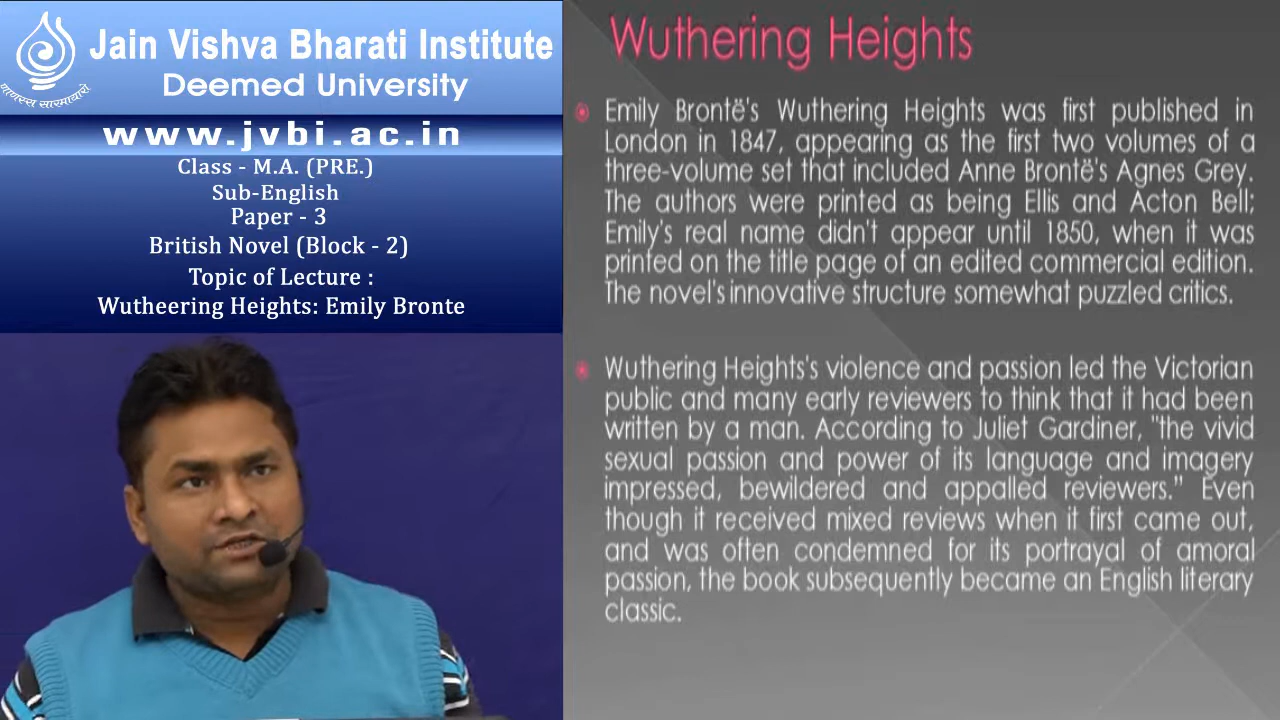 Jain Vishva Bharati Institute
Deemed University
णाणस्स सारमायारो
www.jvbi.ac.in
Class - M.A. (PRE.)
Sub-English
Paper - 3
British Novel (Block - 2)
Topic of Lecture :
Wutheering Heights: Emily Bronte
Wuthering Heights
Emily Brontë's Wuthering Heights was first published in
London in 1847, appearing as the first two volumes of a
three-volume set that included Anne Brontë's Agnes Grey.
The authors were printed as being Ellis and Acton Bell;
Emily's real name didn't appear until 1850, when it was
printed on the title page of an edited commercial edition.
The novel's innovative structure somewhat puzzled critics.
Wuthering Heights's violence and passion led the Victorian
public and many early reviewers to think that it had been
written by a man. According to Juliet Gardiner, "the vivid
sexual passion and power of its language and imagery
impressed, bewildered and appalled reviewers.” Even
though it received mixed reviews when it first came out,
and was often condemned for its portrayal of amoral
passion, the book subsequently became an English literary
classic.